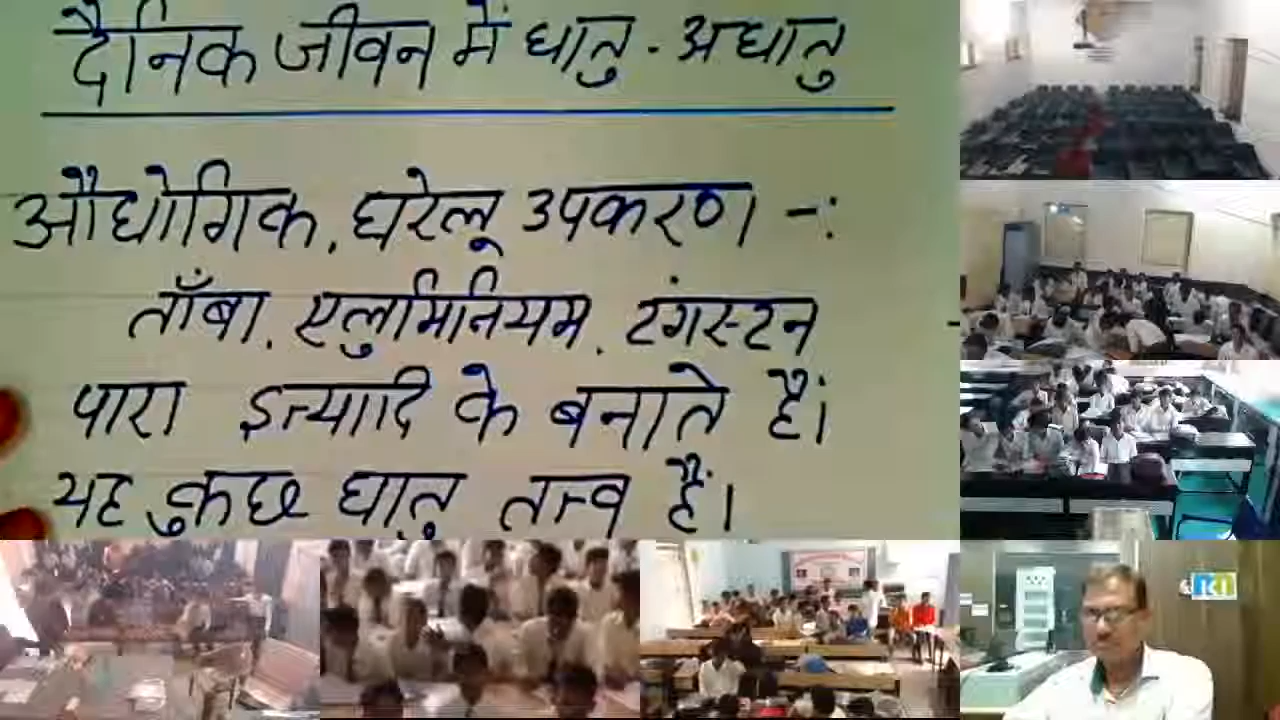 दैनिक जीवन में धातु - अधातु
औद्योगिक, घरेलू उपकरण -:
ताँबा, एलुमिनियम, टंगस्टन
पारा इत्यादि के बनाते हैं।
यह कुछ धातु तत्त्व हैं।